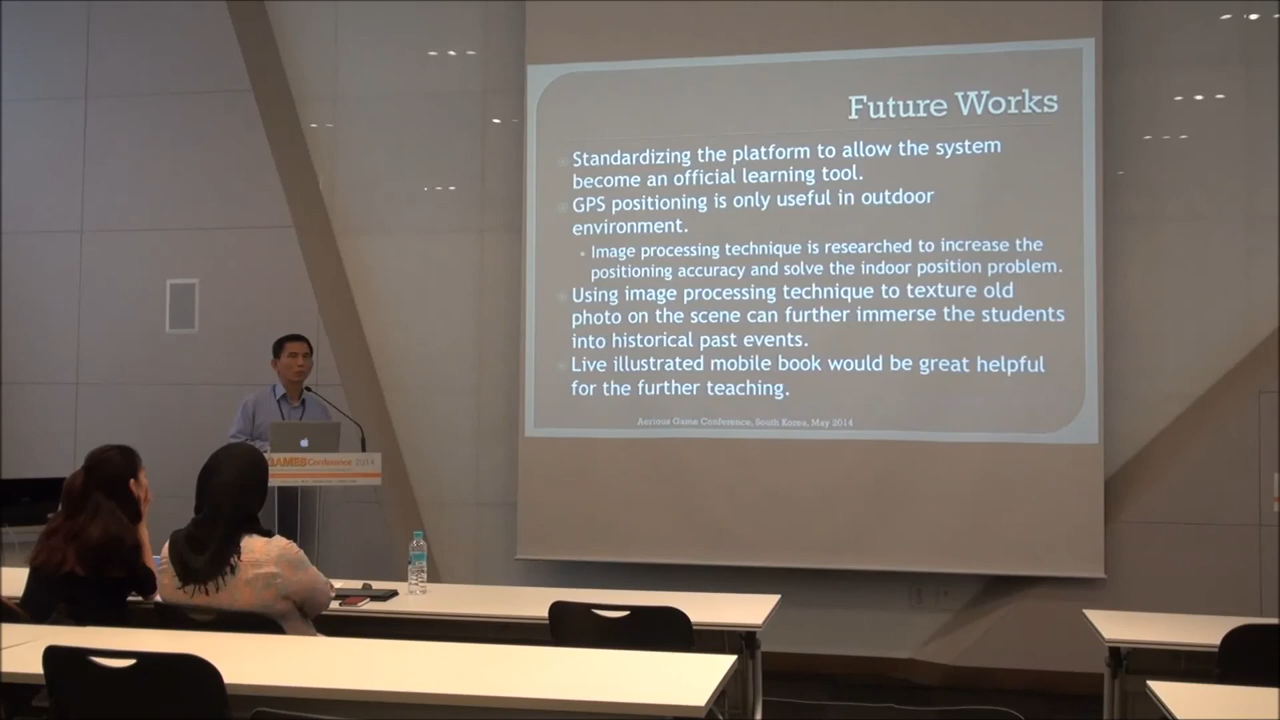 Future Works
Standardizing the platform to allow the system
become an official learning tool.
GPS positioning is only useful in outdoor
environment.
Image processing technique is researched to increase the
positioning accuracy and solve the indoor position problem.
Using image processing technique to texture old
photo on the scene can further immerse the students
into historical past events.
Live illustrated mobile book would be great helpful
for the further teaching.
Aerious Game Conference, South Korea, May 2014
GAMES Conference 2014